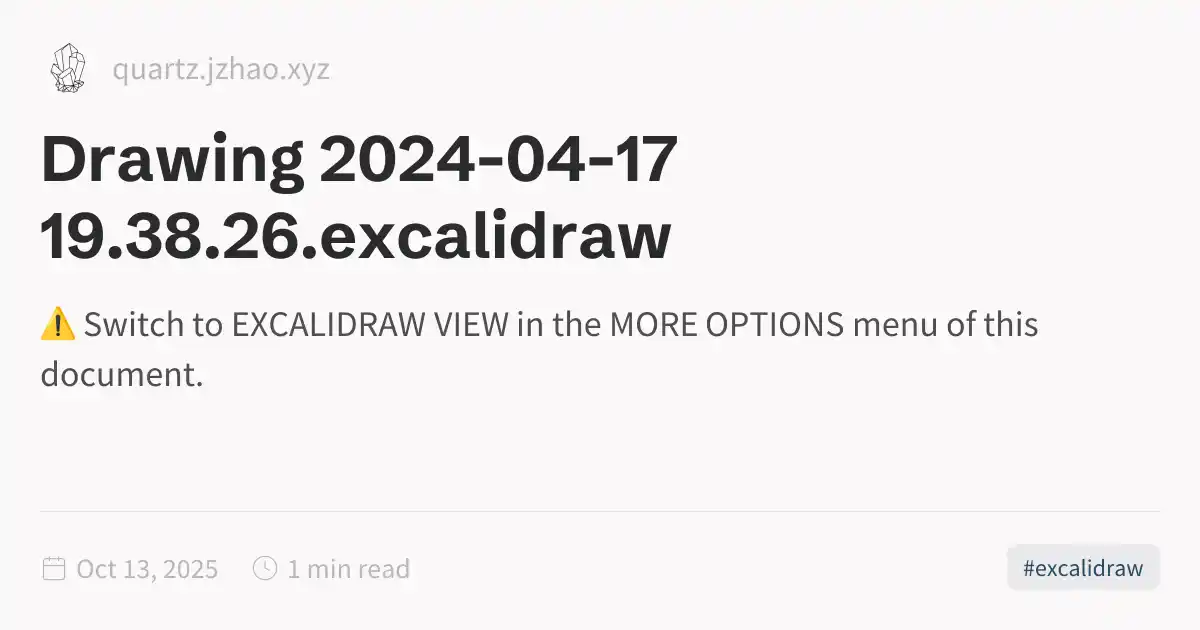 quartz.jzhao.xyz
Drawing 2024-04-17
19.38.26.excalidraw
⚠️ Switch to EXCALIDRAW VIEW in the MORE OPTIONS menu of this
document.
Oct 13, 2025 1 min read #excalidraw